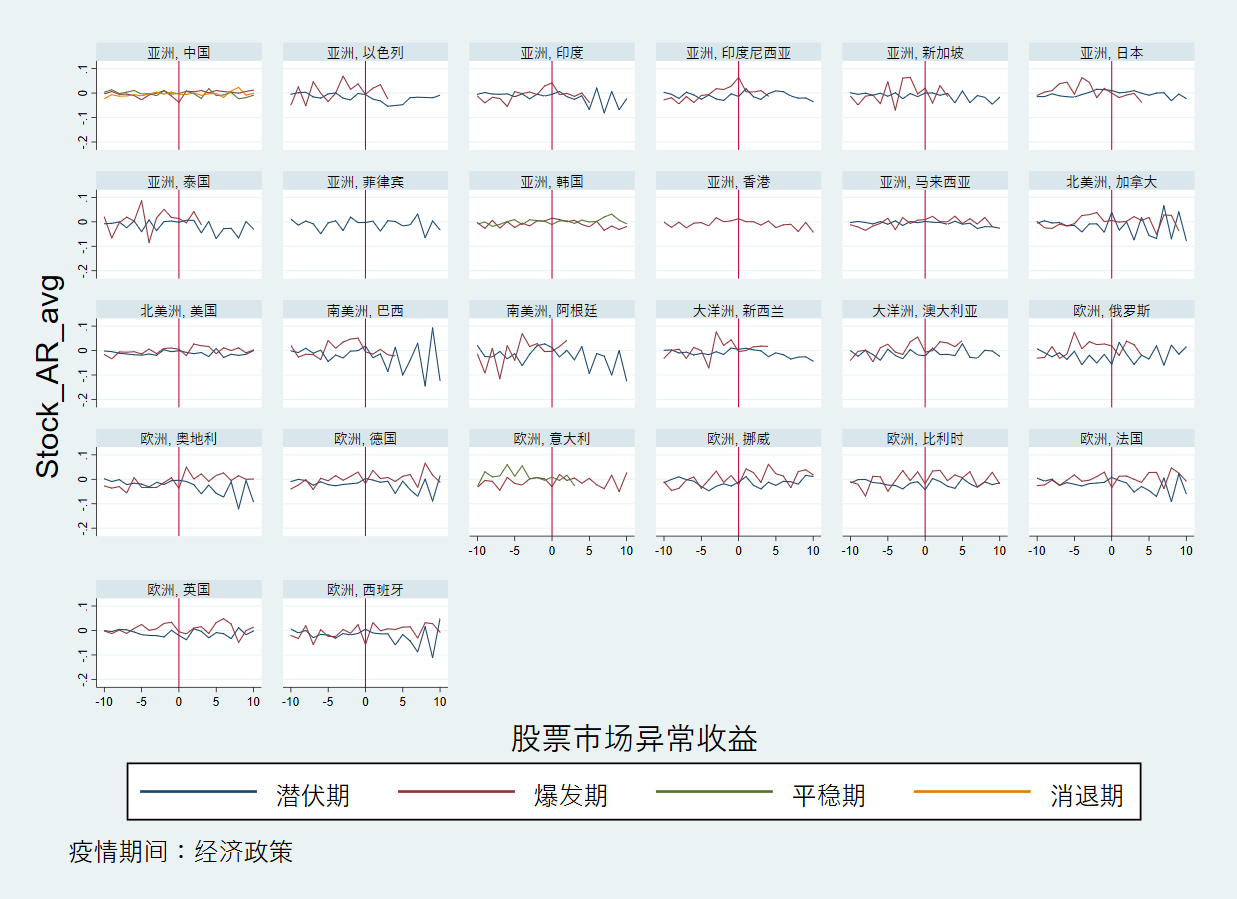 亚洲, 中国
亚洲, 以色列
亚洲, 印度
亚洲, 印度尼西亚
亚洲, 新加坡
亚洲, 日本
.1
0
-.1
-.2
亚洲, 泰国
亚洲, 菲律宾
亚洲, 韩国
亚洲, 香港
亚洲, 马来西亚
北美洲, 加拿大
.1
0
-.1
-.2
Stock_AR_avg
北美洲, 美国
南美洲, 巴西
南美洲, 阿根廷
大洋洲, 新西兰
大洋洲, 澳大利亚
欧洲, 俄罗斯
.1
0
-.1
-.2
欧洲, 奥地利
欧洲, 德国
欧洲, 意大利
欧洲, 挪威
欧洲, 比利时
欧洲, 法国
.1
0
-.1
-.2
-10 -5 0 5 10
-10 -5 0 5 10
-10 -5 0 5 10
-10 -5 0 5 10
欧洲, 英国
欧洲, 西班牙
.1
0
-.1
-.2
-10 -5 0 5 10
-10 -5 0 5 10
股票市场异常收益
潜伏期
爆发期
平稳期
消退期
疫情期间：经济政策